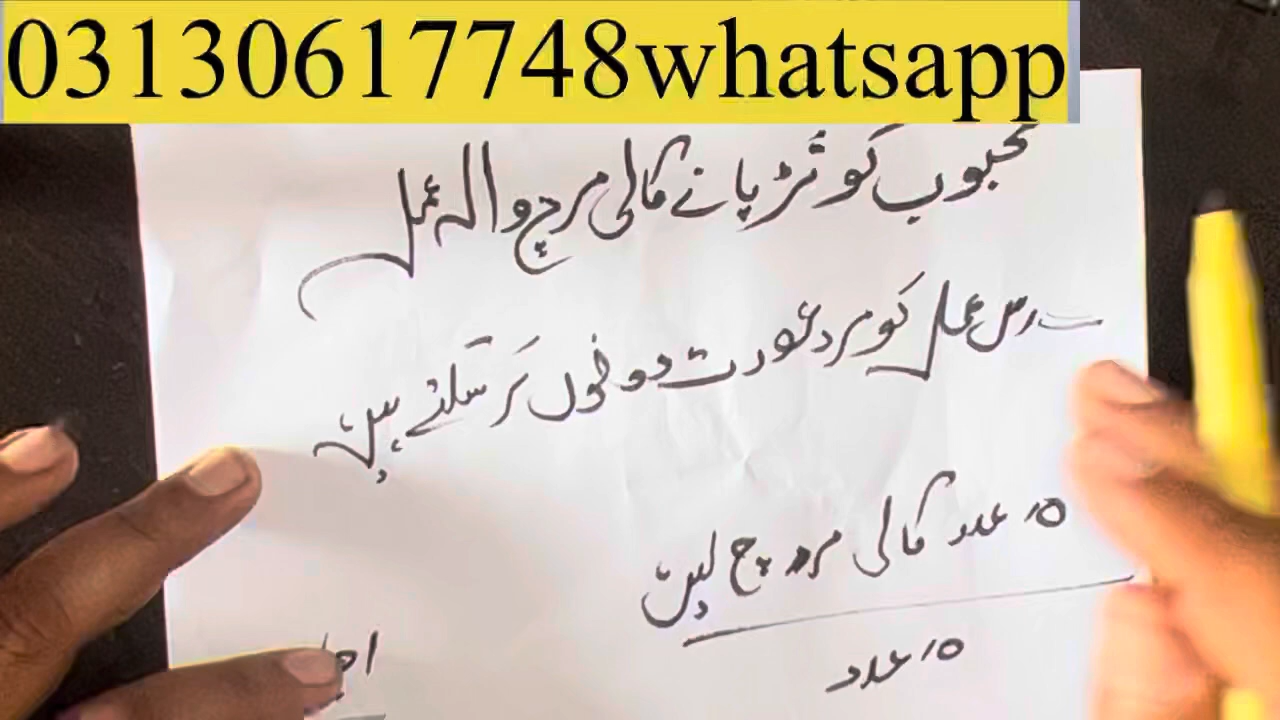 03130617748whatsapp
محبوب کو تڑپانے کالی مرچ والہ عمل
اس عمل کو مرد عورت دونوں کر سکتے ہیں
۵، عدد کالی مرچ لیں
۵، عدد